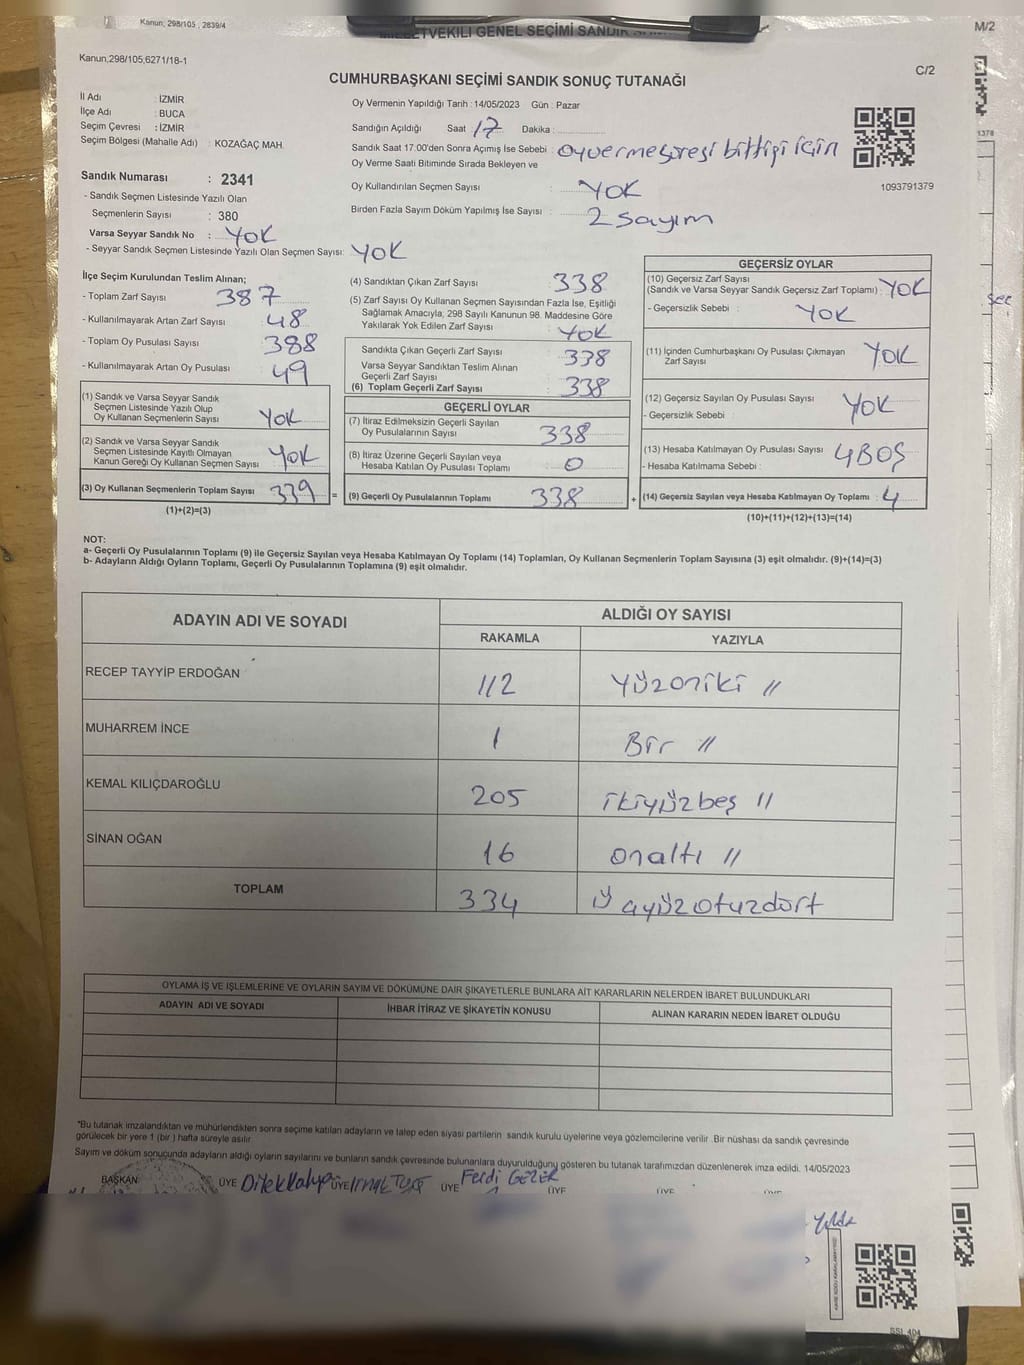 Kanun, 298/105, 2839/4
MİLLETVEKİLİ GENEL SEÇİMİ SANDIK
M/2
Kanun,298/105,6271/18-1
C/2
CUMHURBAŞKANI SEÇİMİ SANDIK SONUÇ TUTANAĞI
İl Adı : İZMİR
İlçe Adı : BUCA
Seçim Çevresi : İZMİR
Seçim Bölgesi (Mahalle Adı) : KOZAĞAÇ MAH.
Sandık Numarası : 2341
- Sandık Seçmen Listesinde Yazılı Olan
Seçmenlerin Sayısı : 380
Varsa Seyyar Sandık No : YOK
- Seyyar Sandık Seçmen Listesinde Yazılı Olan Seçmen Sayısı: YOK
Oy Vermenin Yapıldığı Tarih : 14/05/2023 Gün : Pazar
Sandığın Açıldığı Saat 17 Dakika :
Sandık Saat 17:00'den Sonra Açımış İse Sebebi : oyverme süresi bittiği için
Oy Verme Saati Bitiminde Sırada Bekleyen ve
Oy Kullandırılan Seçmen Sayısı : YOK
Birden Fazla Sayım Döküm Yapılmış İse Sayısı : 2 sayım
1093791379
1378
İlçe Seçim Kurulundan Teslim Alınan;
- Toplam Zarf Sayısı : 387
- Kullanılmayarak Artan Zarf Sayısı : 48
- Toplam Oy Pusulası Sayısı : 388
- Kullanılmayarak Artan Oy Pusulası : 49
(1) Sandık ve Varsa Seyyar Sandık
Seçmen Listesinde Yazılı Olup
Oy Kullanan Seçmenlerin Sayısı : YOK
(2) Sandık ve Varsa Seyyar Sandık
Seçmen Listesinde Kayıtlı Olmayan
Kanun Gereği Oy Kullanan Seçmen Sayısı : YOK
(3) Oy Kullanan Seçmenlerin Toplam Sayısı : 339
(1)+(2)=(3)
=
(4) Sandıktan Çıkan Zarf Sayısı : 338
(5) Zarf Sayısı Oy Kullanan Seçmen Sayısından Fazla İse, Eşitliği
Sağlamak Amacıyla, 298 Sayılı Kanunun 98. Maddesine Göre
Yakılarak Yok Edilen Zarf Sayısı : YOK
Sandıkta Çıkan Geçerli Zarf Sayısı : 338
Varsa Seyyar Sandıktan Teslim Alınan
Geçerli Zarf Sayısı
(6) Toplam Geçerli Zarf Sayısı : 338
GEÇERLİ OYLAR
(7) İtiraz Edilmeksizin Geçerli Sayılan
Oy Pusulalarının Sayısı : 338
(8) İtiraz Üzerine Geçerli Sayılan veya
Hesaba Katılan Oy Pusulası Toplamı : 0
(9) Geçerli Oy Pusulalarının Toplamı : 338
+
GEÇERSİZ OYLAR
(10) Geçersiz Zarf Sayısı
(Sandık ve Varsa Seyyar Sandık Geçersiz Zarf Toplamı) : YOK
- Geçersizlik Sebebi : YOK
(11) İçinden Cumhurbaşkanı Oy Pusulası Çıkmayan
Zarf Sayısı : YOK
(12) Geçersiz Sayılan Oy Pusulası Sayısı : YOK
- Geçersizlik Sebebi :
(13) Hesaba Katılmayan Oy Pusulası Sayısı : 4 BOŞ
- Hesaba Katılmama Sebebi :
(14) Geçersiz Sayılan veya Hesaba Katılmayan Oy Toplamı : 4
(10)+(11)+(12)+(13)=(14)
NOT:
a- Geçerli Oy Pusulalarının Toplamı (9) ile Geçersiz Sayılan veya Hesaba Katılmayan Oy Toplamı (14) Toplamları, Oy Kullanan Seçmenlerin Toplam Sayısına (3) eşit olmalıdır. (9)+(14)=(3)
b- Adayların Aldığı Oyların Toplamı, Geçerli Oy Pusulalarının Toplamına (9) eşit olmalıdır.
ADAYIN ADI VE SOYADI
ALDIĞI OY SAYISI
RAKAMLA YAZIYLA
RECEP TAYYİP ERDOĞAN 112 Yüzoniki //
MUHARREM İNCE 1 Bir //
KEMAL KILIÇDAROĞLU 205 ikiyüzbeş //
SİNAN OĞAN 16 onaltı //
TOPLAM 334
OYLAMA İŞ VE İŞLEMLERİNE VE OYLARIN SAYIM VE DÖKÜMÜNE DAİR ŞİKAYETLERLE BUNLARA AİT KARARLARIN NELERDEN İBARET BULUNDUKLARI
ADAYIN ADI VE SOYADI İHBAR İTİRAZ VE ŞİKAYETİN KONUSU ALINAN KARARIN NEDEN İBARET OLDUĞU
*Bu tutanak imzalandıktan ve mühürlendikten sonra seçime katılan adayların ve talep eden siyasi partilerin sandık kurulu üyelerine veya gözlemcilerine verilir. Bir nüshası da sandık çevresinde
görülecek bir yere 1 (bir ) hafta süreyle asılır.
Sayım ve döküm sonucunda adayların aldığı oyların sayılarını ve bunların sandık çevresinde bulunanlara duyurulduğunu gösteren bu tutanak tarafımızdan düzenlenerek imza edildi. 14/05/2023
BAŞKAN ÜYE Dilek ÜYE ÜYE Ferdi GEZER ÜYE ÜYE ÜYE